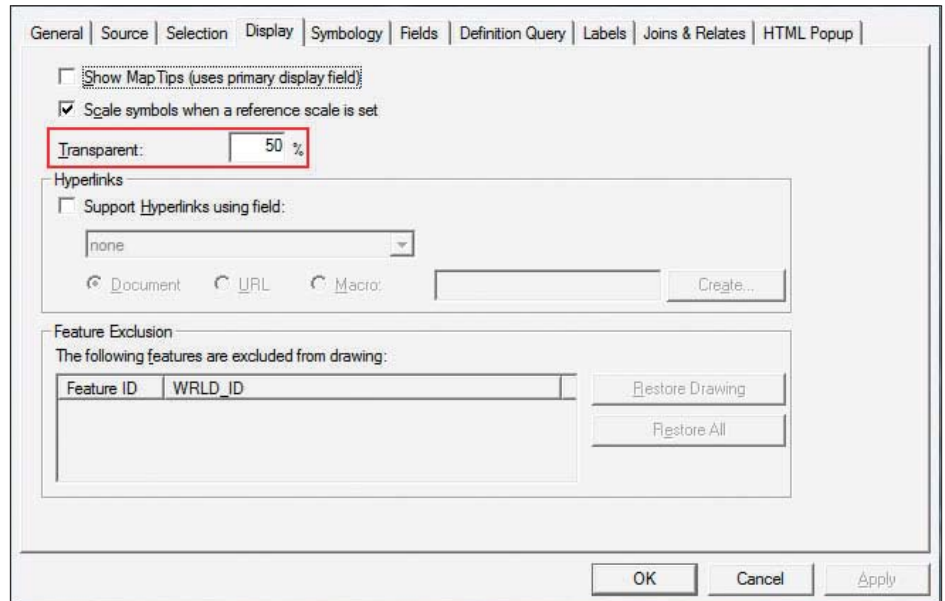 General Source Selection Display Symbology Fields Definition Query Labels Joins & Relates HTML Popup
Show MapTips (uses primary display field)
Scale symbols when a reference scale is set
Transparent: 50 %
Hyperlinks
Support Hyperlinks using field:
none
Document URL Macro: Create...
Feature Exclusion
The following features are excluded from drawing:
Feature ID WRLD_ID
Restore Drawing
Restore All
OK Cancel Apply